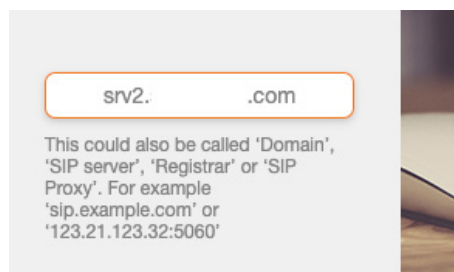 srv2. .com
This could also be called ‘Domain’,
‘SIP server’, ‘Registrar’ or ‘SIP
Proxy’. For example
‘sip.example.com’ or
‘123.21.123.32:5060’